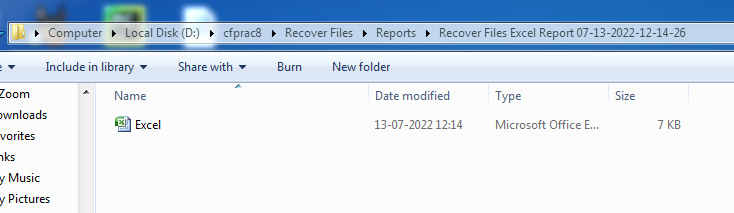 Computer ▸ Local Disk (D:) ▸ cfprac8 ▸ Recover Files ▸ Reports ▸ Recover Files Excel Report 07-13-2022-12-14-26
Include in library Share with Burn New folder
Name Date modified Type Size
Excel 13-07-2022 12:14 Microsoft Office E... 7 KB
Zoom
ownloads
vorites
nks
y Music
y Pictures